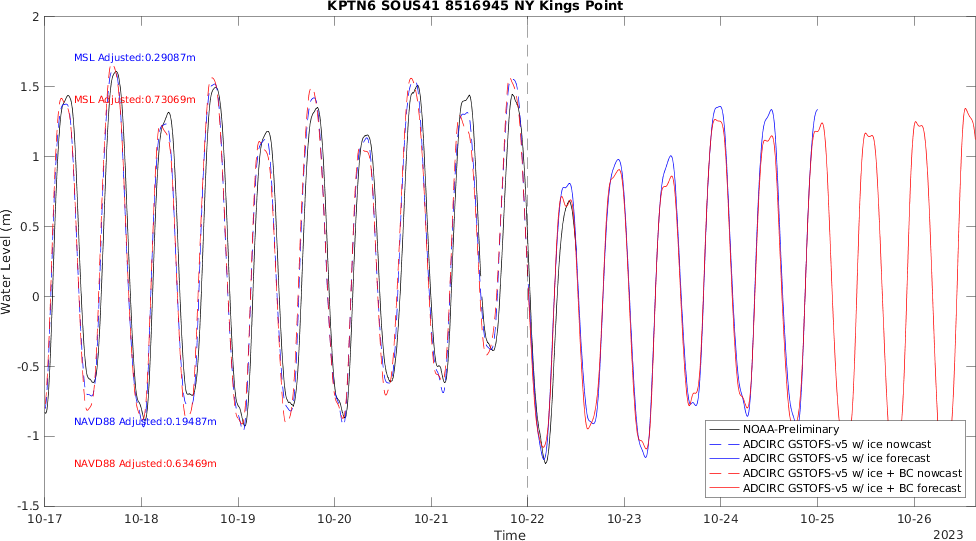 KPTN6 SOUS41 8516945 NY Kings Point
2
1.5
1
0.5
0
-0.5
-1
-1.5
Water Level (m)
MSL Adjusted:0.29087m
MSL Adjusted:0.73069m
NAVD88 Adjusted:0.19487m
NAVD88 Adjusted:0.63469m
NOAA-Preliminary
ADCIRC GSTOFS-v5 w/ ice nowcast
ADCIRC GSTOFS-v5 w/ ice forecast
ADCIRC GSTOFS-v5 w/ ice + BC nowcast
ADCIRC GSTOFS-v5 w/ ice + BC forecast
10-17 10-18 10-19 10-20 10-21 10-22 10-23 10-24 10-25 10-26
Time
2023